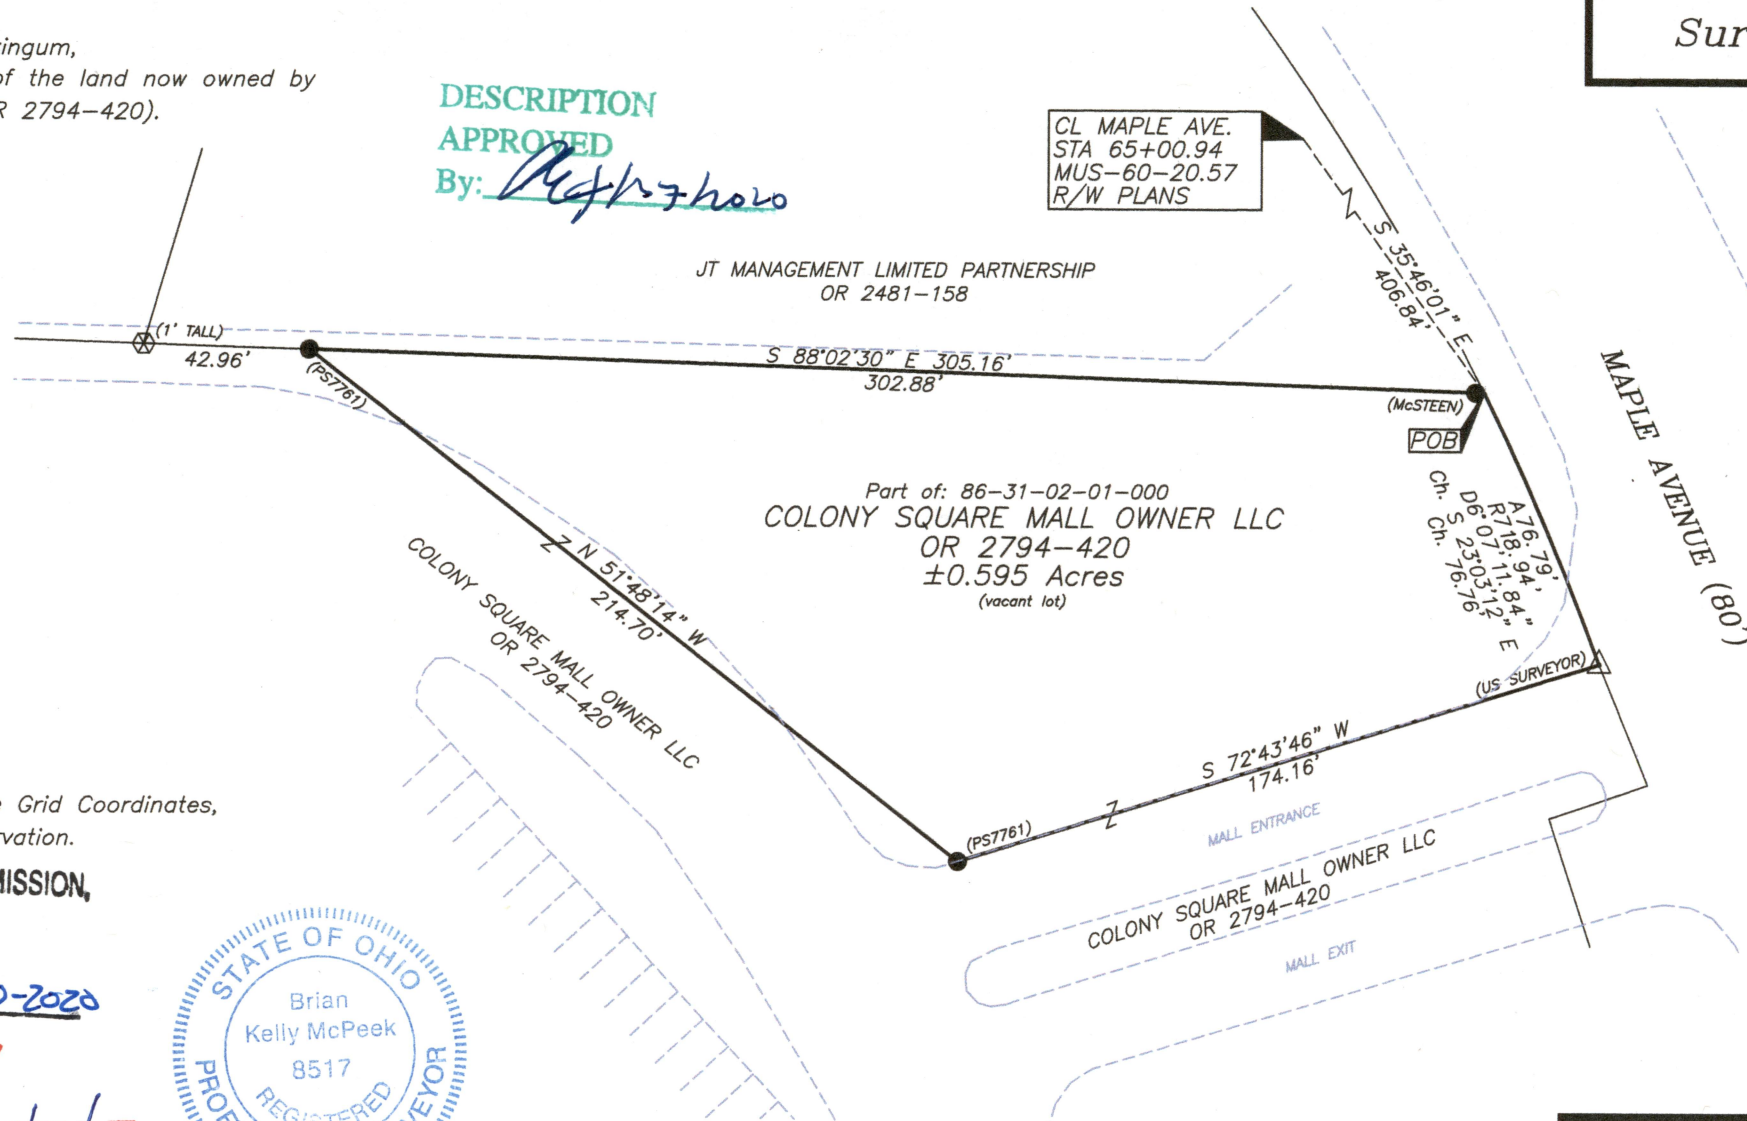 ingum,
of the land now owned by
R 2794-420).
DESCRIPTION
APPROVED
By:
Sur
CL MAPLE AVE.
STA 65+00.94
MUS-60-20.57
R/W PLANS
S 35°46'01" E
406.84'
JT MANAGEMENT LIMITED PARTNERSHIP
OR 2481-158
(1' TALL)
42.96'
(PS7761)
S 88°02'30" E 305.16'
302.88'
(McSTEEN)
POB
MAPLE AVENUE (80')
Part of: 86-31-02-01-000
COLONY SQUARE MALL OWNER LLC
OR 2794-420
±0.595 Acres
(vacant lot)
A76.79'
R718.94'
D6°07'11.84"
Ch. S 23°03'12" E
Ch. 76.76'
N 51°48'14" W
214.70'
COLONY SQUARE MALL OWNER LLC
OR 2794-420
(US SURVEYOR)
S 72°43'46" W
174.16'
(PS7761)
MALL ENTRANCE
COLONY SQUARE MALL OWNER LLC
OR 2794-420
MALL EXIT
Grid Coordinates,
vation.
MISSION,
-2020
STATE OF OHIO
Brian
Kelly McPeek
8517
REGISTERED
PROF
VEYOR